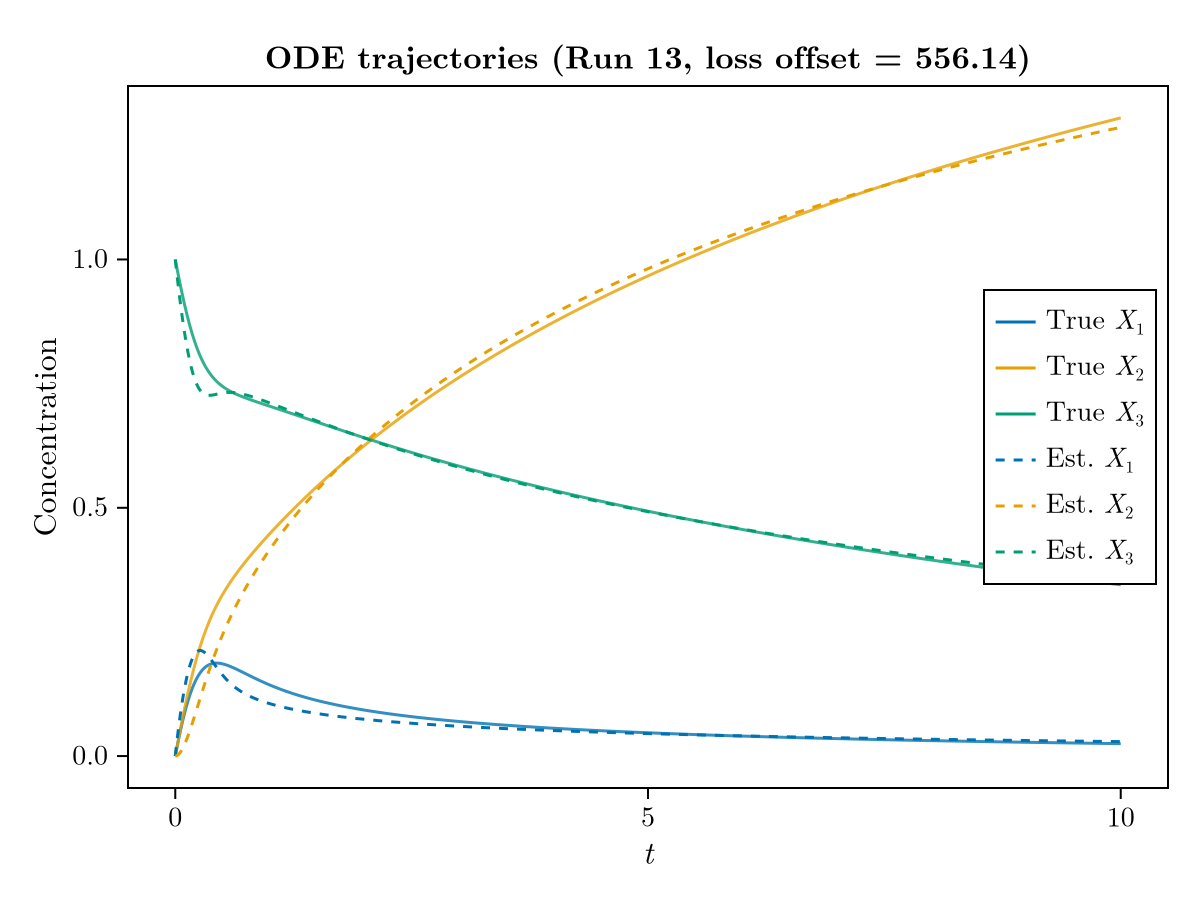 ODE trajectories (Run 13, loss offset = 556.14)
Concentration
1.0
0.5
0.0
True X₁
True X₂
True X₃
Est. X₁
Est. X₂
Est. X₃
0 5 10
t